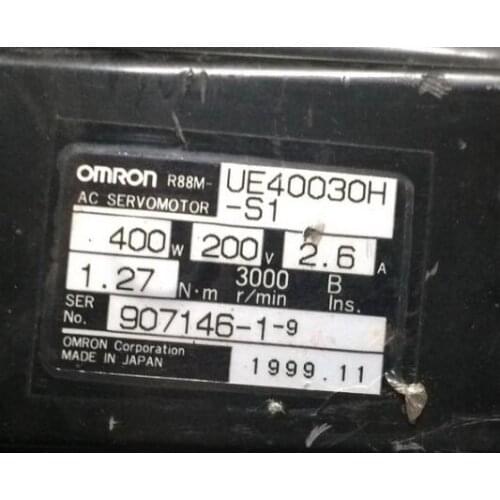 OMRON R88M-UE40030H
AC SERVOMOTOR -S1
400 W 200 V 2.6 A
1.27 N·m 3000 r/min B Ins.
SER No. 907146-1-9
OMRON Corporation
MADE IN JAPAN 1999.11